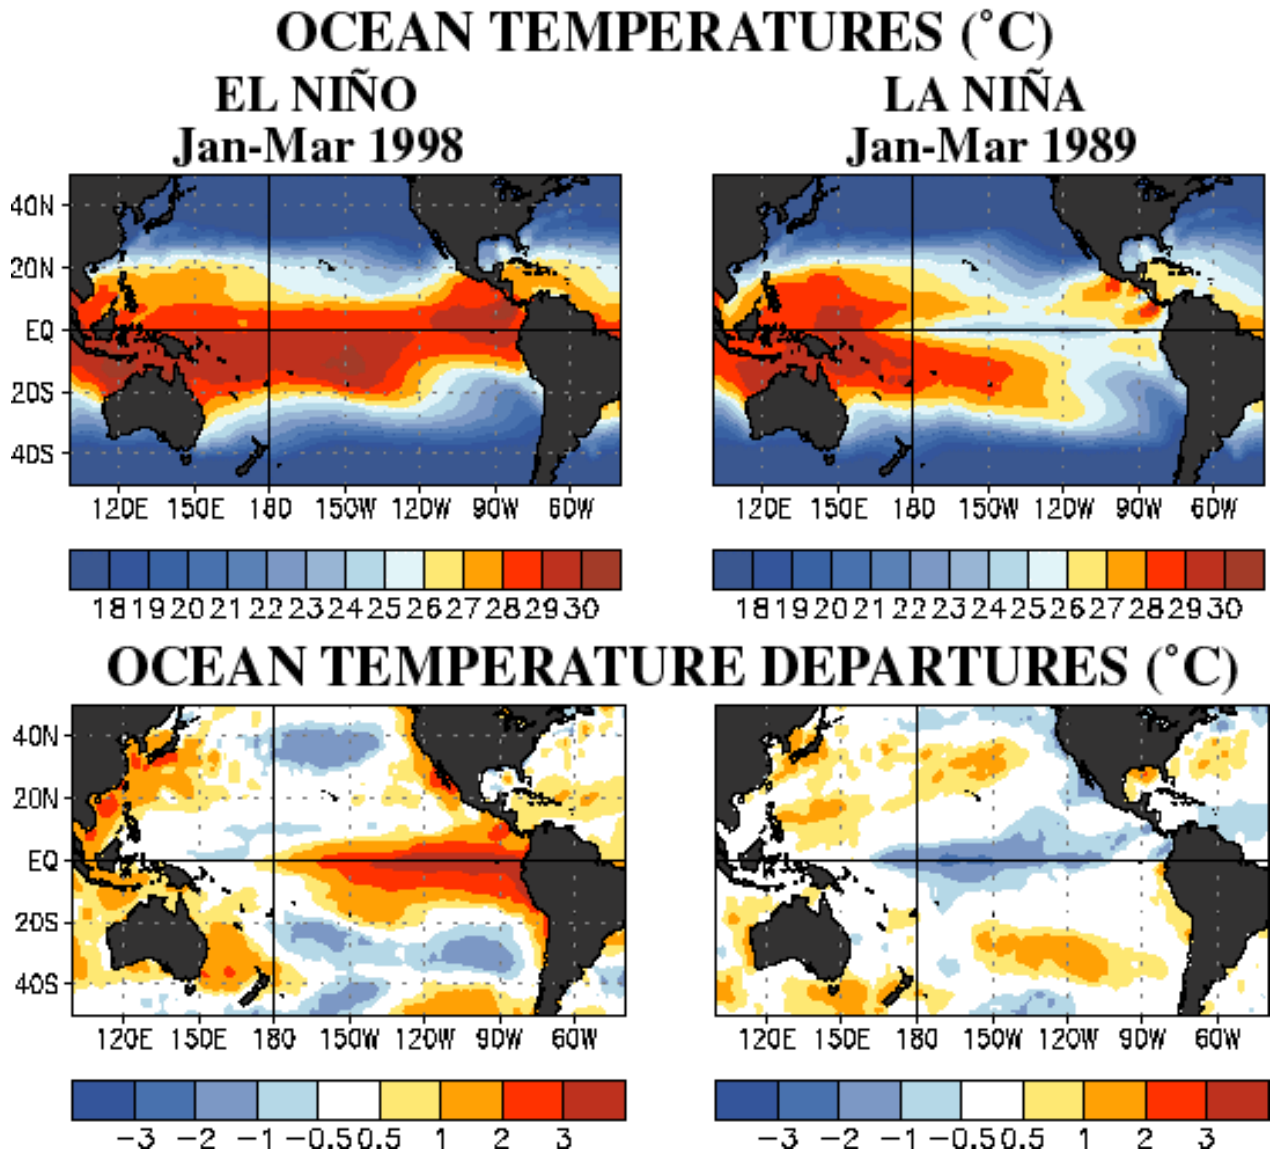 OCEAN TEMPERATURES (°C)
EL NIÑO
Jan-Mar 1998
LA NIÑA
Jan-Mar 1989
40N
20N
EQ
20S
40S
120E 150E 180 150W 120W 90W 60W
120E 150E 180 150W 120W 90W 60W
18 19 20 21 22 23 24 25 26 27 28 29 30
18 19 20 21 22 23 24 25 26 27 28 29 30
OCEAN TEMPERATURE DEPARTURES (°C)
40N
20N
EQ
20S
40S
120E 150E 180 150W 120W 90W 60W
120E 150E 180 150W 120W 90W 60W
-3 -2 -1 -0.5 0.5 1 2 3
-3 -2 -1 -0.5 0.5 1 2 3